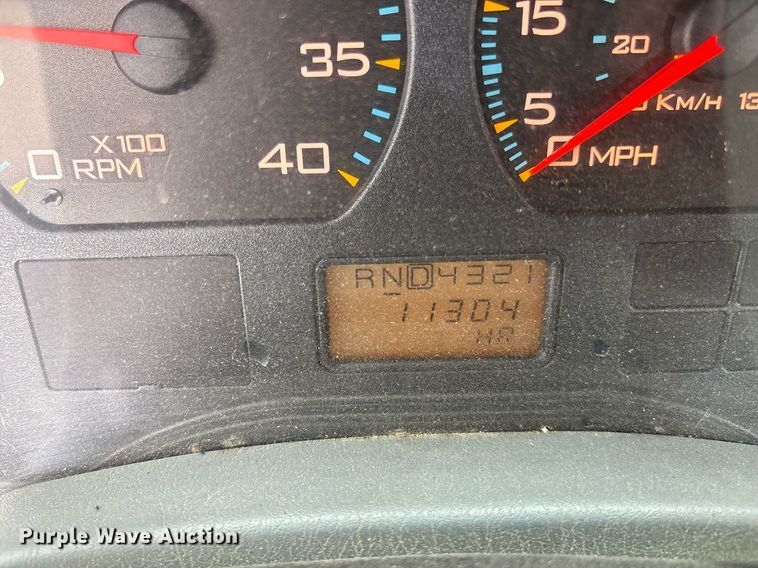 35
40
X100
0 RPM
15
20
5
Km/H
0 MPH
RND4321
11304
HR
Purple Wave Auction